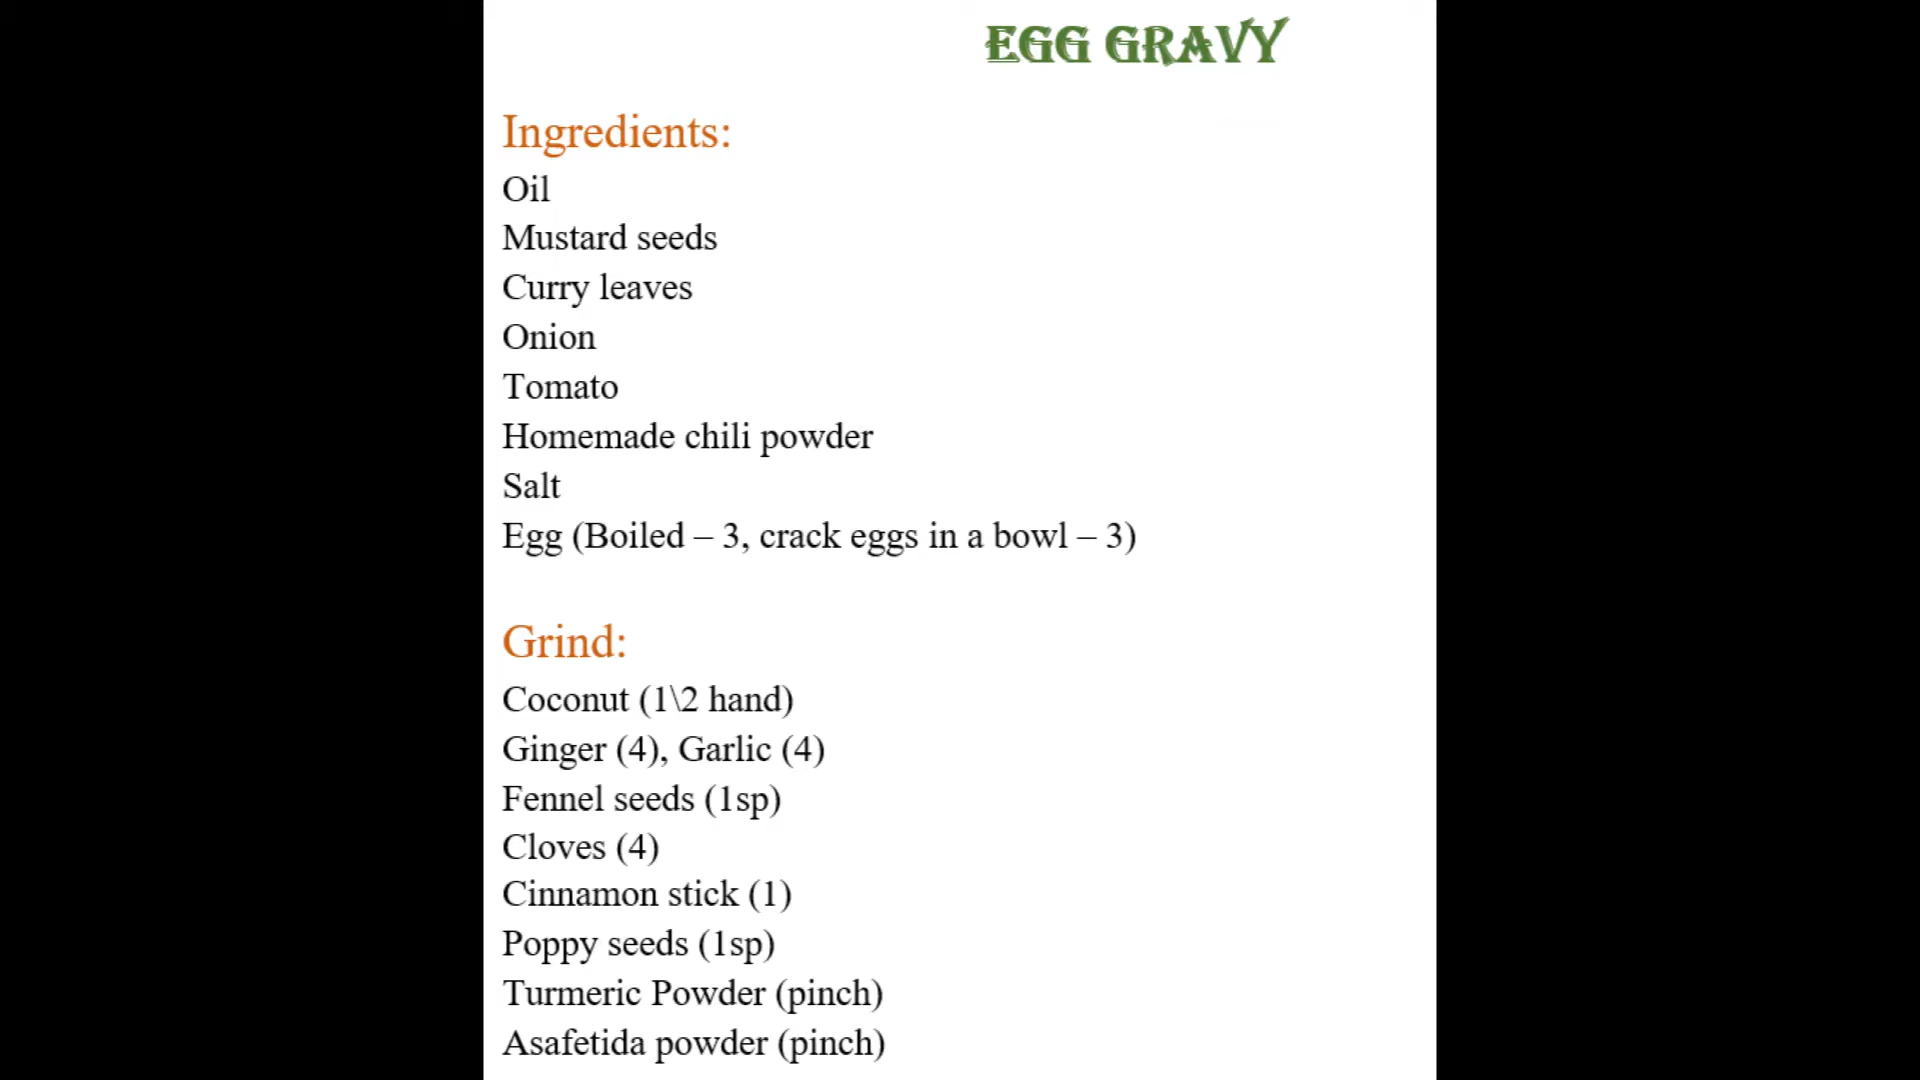 EGG GRAVY
Ingredients:
Oil
Mustard seeds
Curry leaves
Onion
Tomato
Homemade chili powder
Salt
Egg (Boiled – 3, crack eggs in a bowl – 3)
Grind:
Coconut (1\2 hand)
Ginger (4), Garlic (4)
Fennel seeds (1sp)
Cloves (4)
Cinnamon stick (1)
Poppy seeds (1sp)
Turmeric Powder (pinch)
Asafetida powder (pinch)